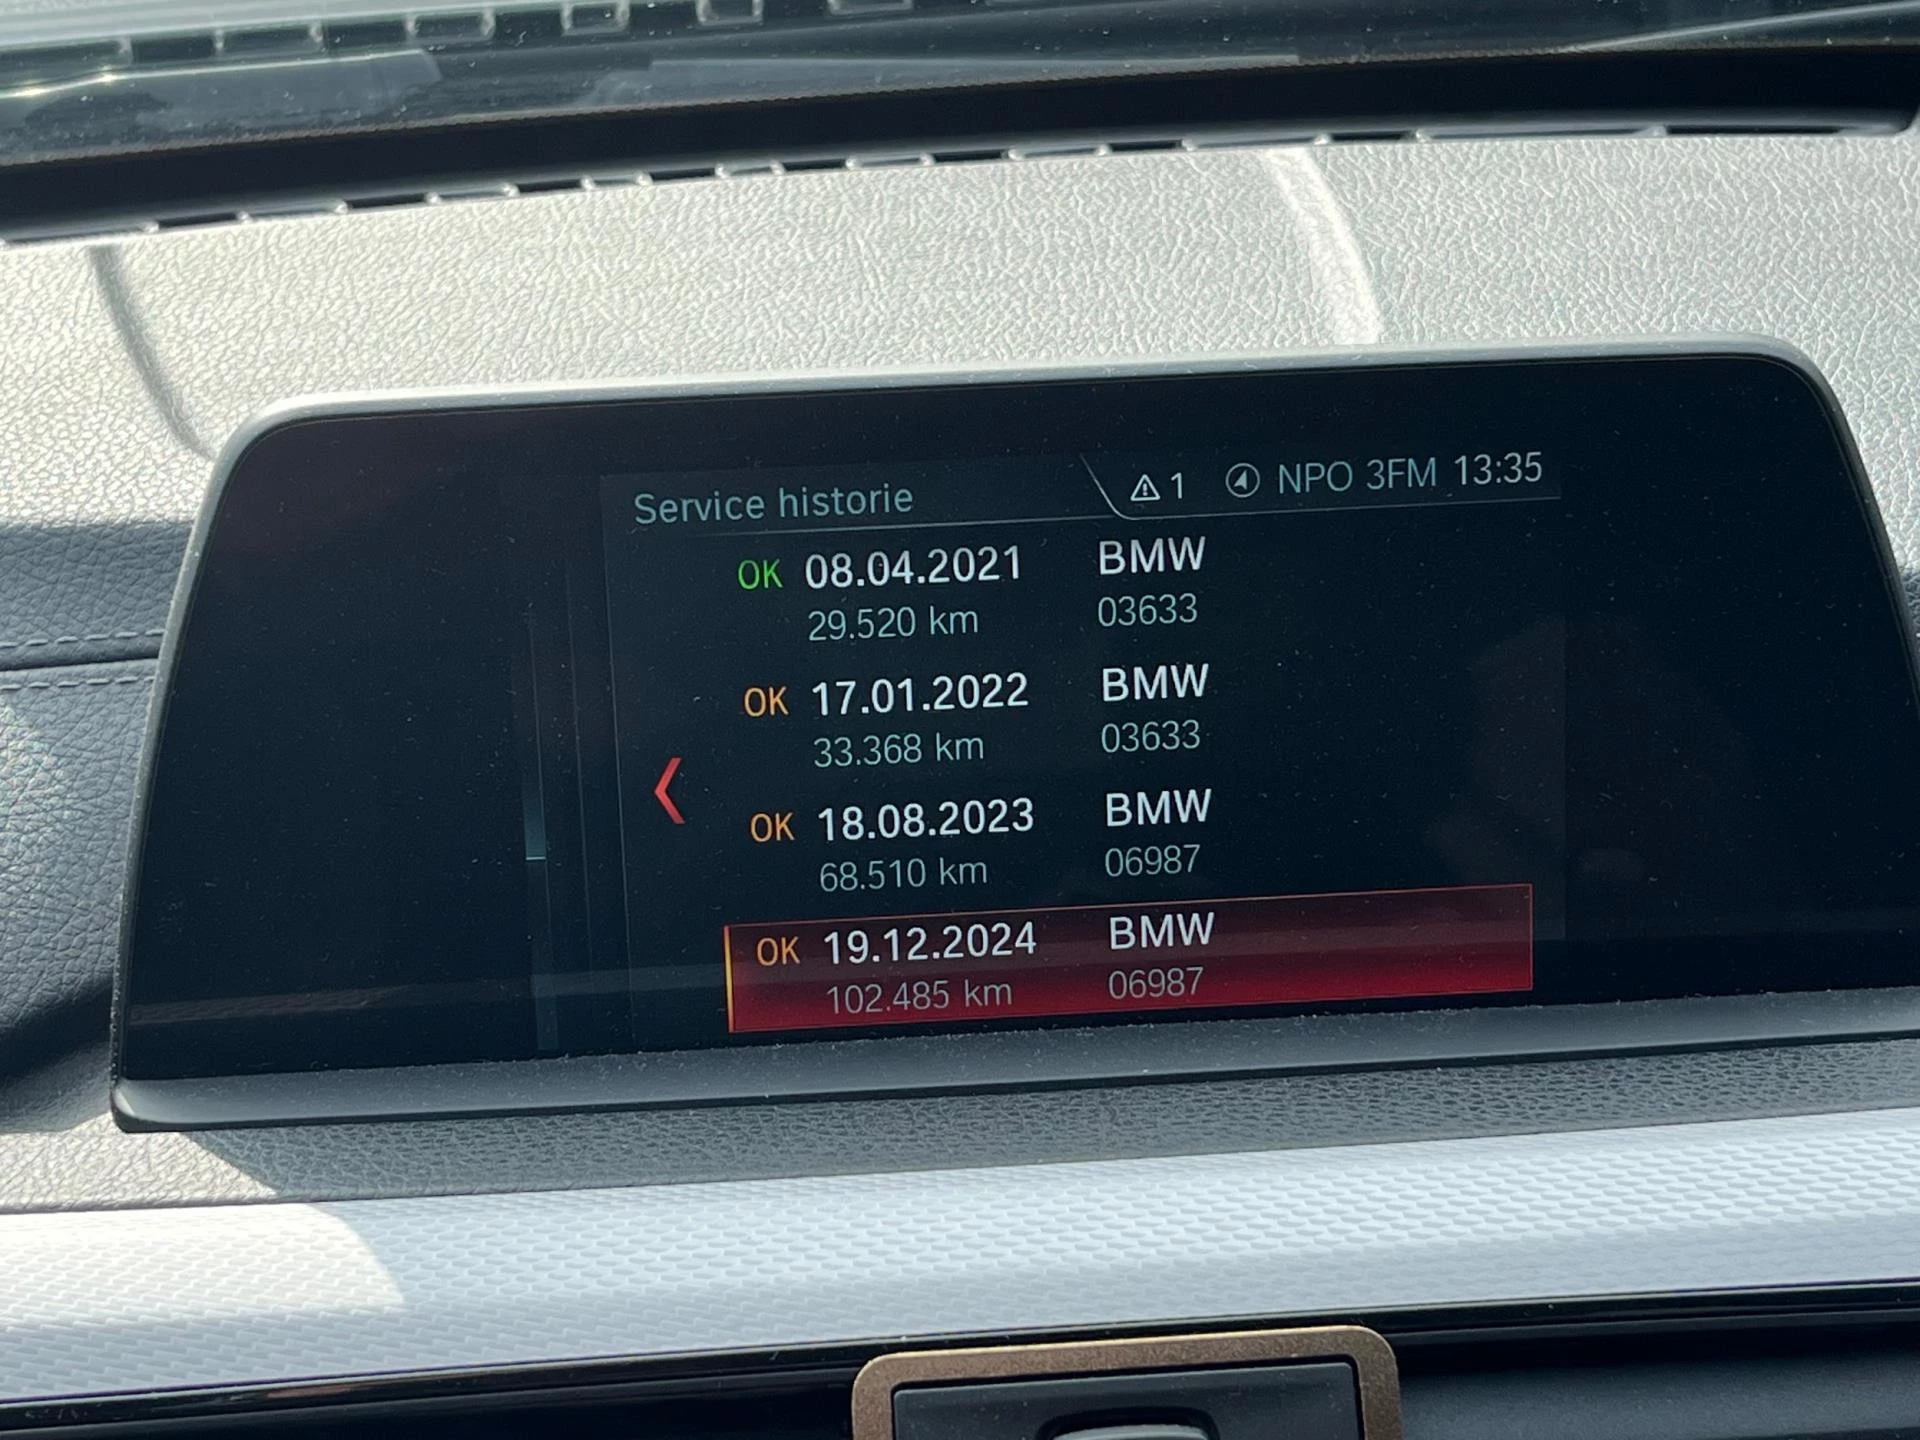 Service historie
1 NPO 3FM 13:35
OK 08.04.2021 BMW
29.520 km 03633
OK 17.01.2022 BMW
33.368 km 03633
OK 18.08.2023 BMW
68.510 km 06987
OK 19.12.2024 BMW
102.485 km 06987